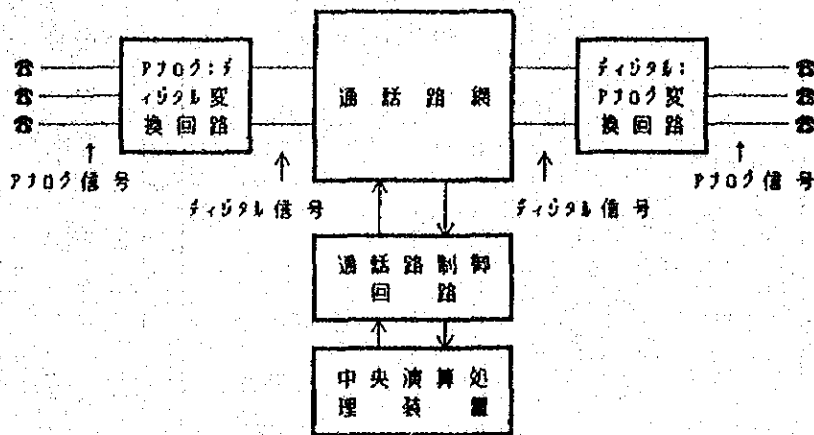 アナログ:デ
ィジタル変
換回路
通話路網
ディジタル:
アナログ変
換回路
アナログ信号
ディジタル信号
ディジタル信号
アナログ信号
通話路制御
回路
中央演算処
理装置